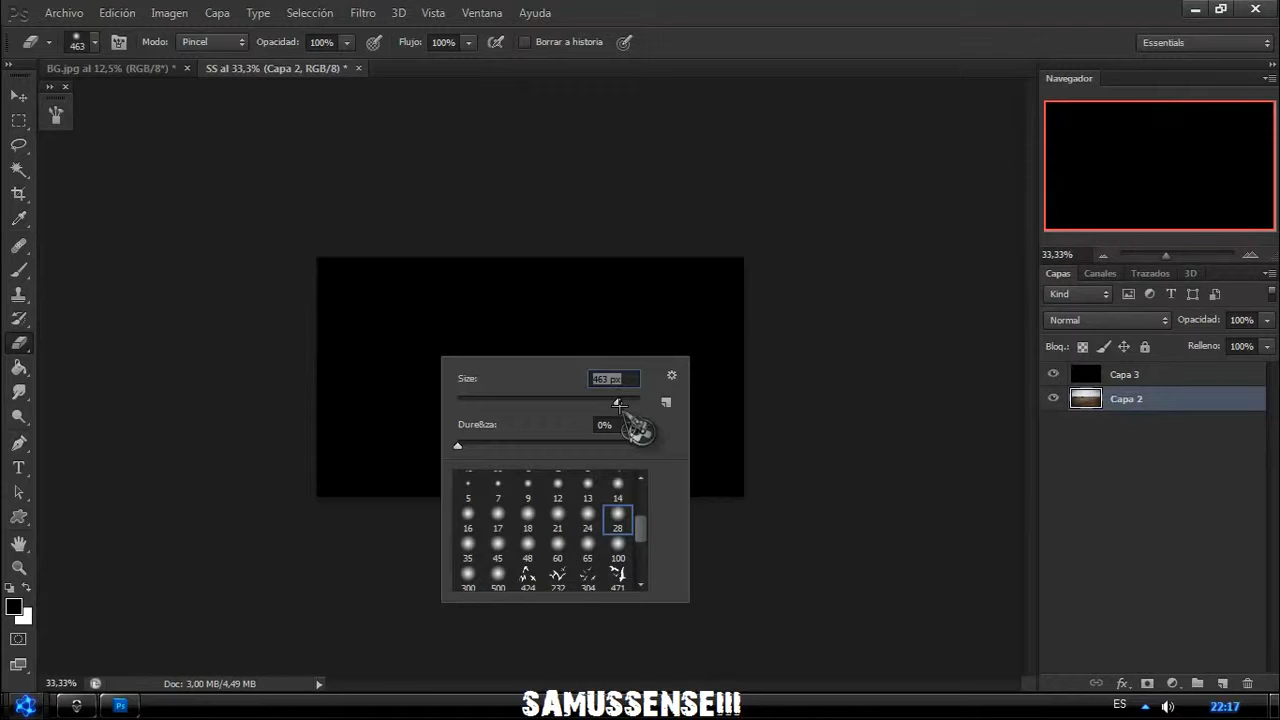 Ps Archivo Edición Imagen Capa Type Selección Filtro 3D Vista Ventana Ayuda
463 Modo: Pincel Opacidad: 100% Flujo: 100% Borrar a historia Essentials
BG.jpg al 12,5% (RGB/8*) * × SS al 33,3% (Capa 2, RGB/8) * ×
Navegador
33,33%
Capas Canales Trazados 3D
Kind
Normal Opacidad: 100%
Bloq.: Relleno: 100%
Capa 3
Capa 2
Size: 463 px
Dure&za: 0%
5 7 9 12 13 14
16 17 18 21 24 28
35 45 48 60 65 100
300 500 424 232 304 471
33,33% Doc: 3,00 MB/4,49 MB
Ps SAMUSSENSE!!! ES 22:17